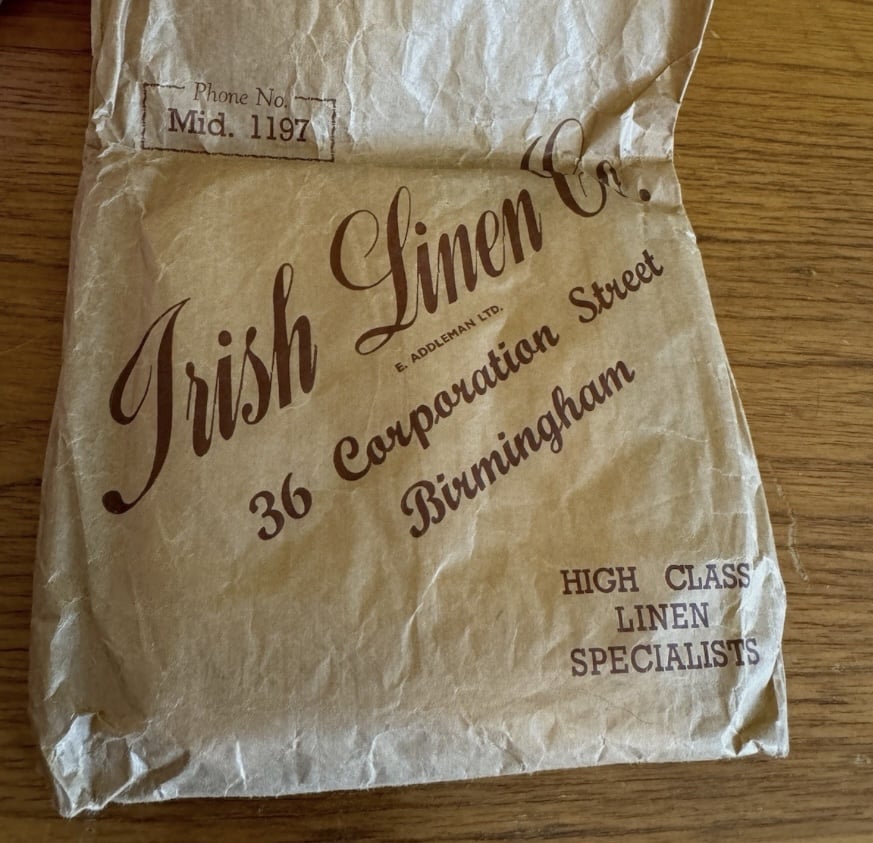 Phone No.
Mid. 1197
Irish Linen Co.
E. ADDLEMAN LTD.
36 Corporation Street
Birmingham
HIGH CLASS
LINEN
SPECIALISTS